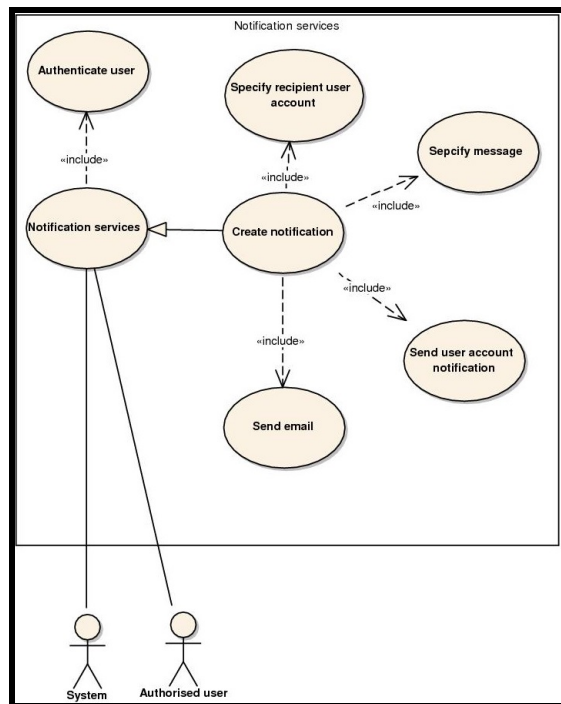 Notification services
Authenticate user
Specify recipient user
account
Sepcify message
«include»
«include»
«include»
Notification services
Create notification
«include»
«include»
Send user account
notification
Send email
System
Authorised user